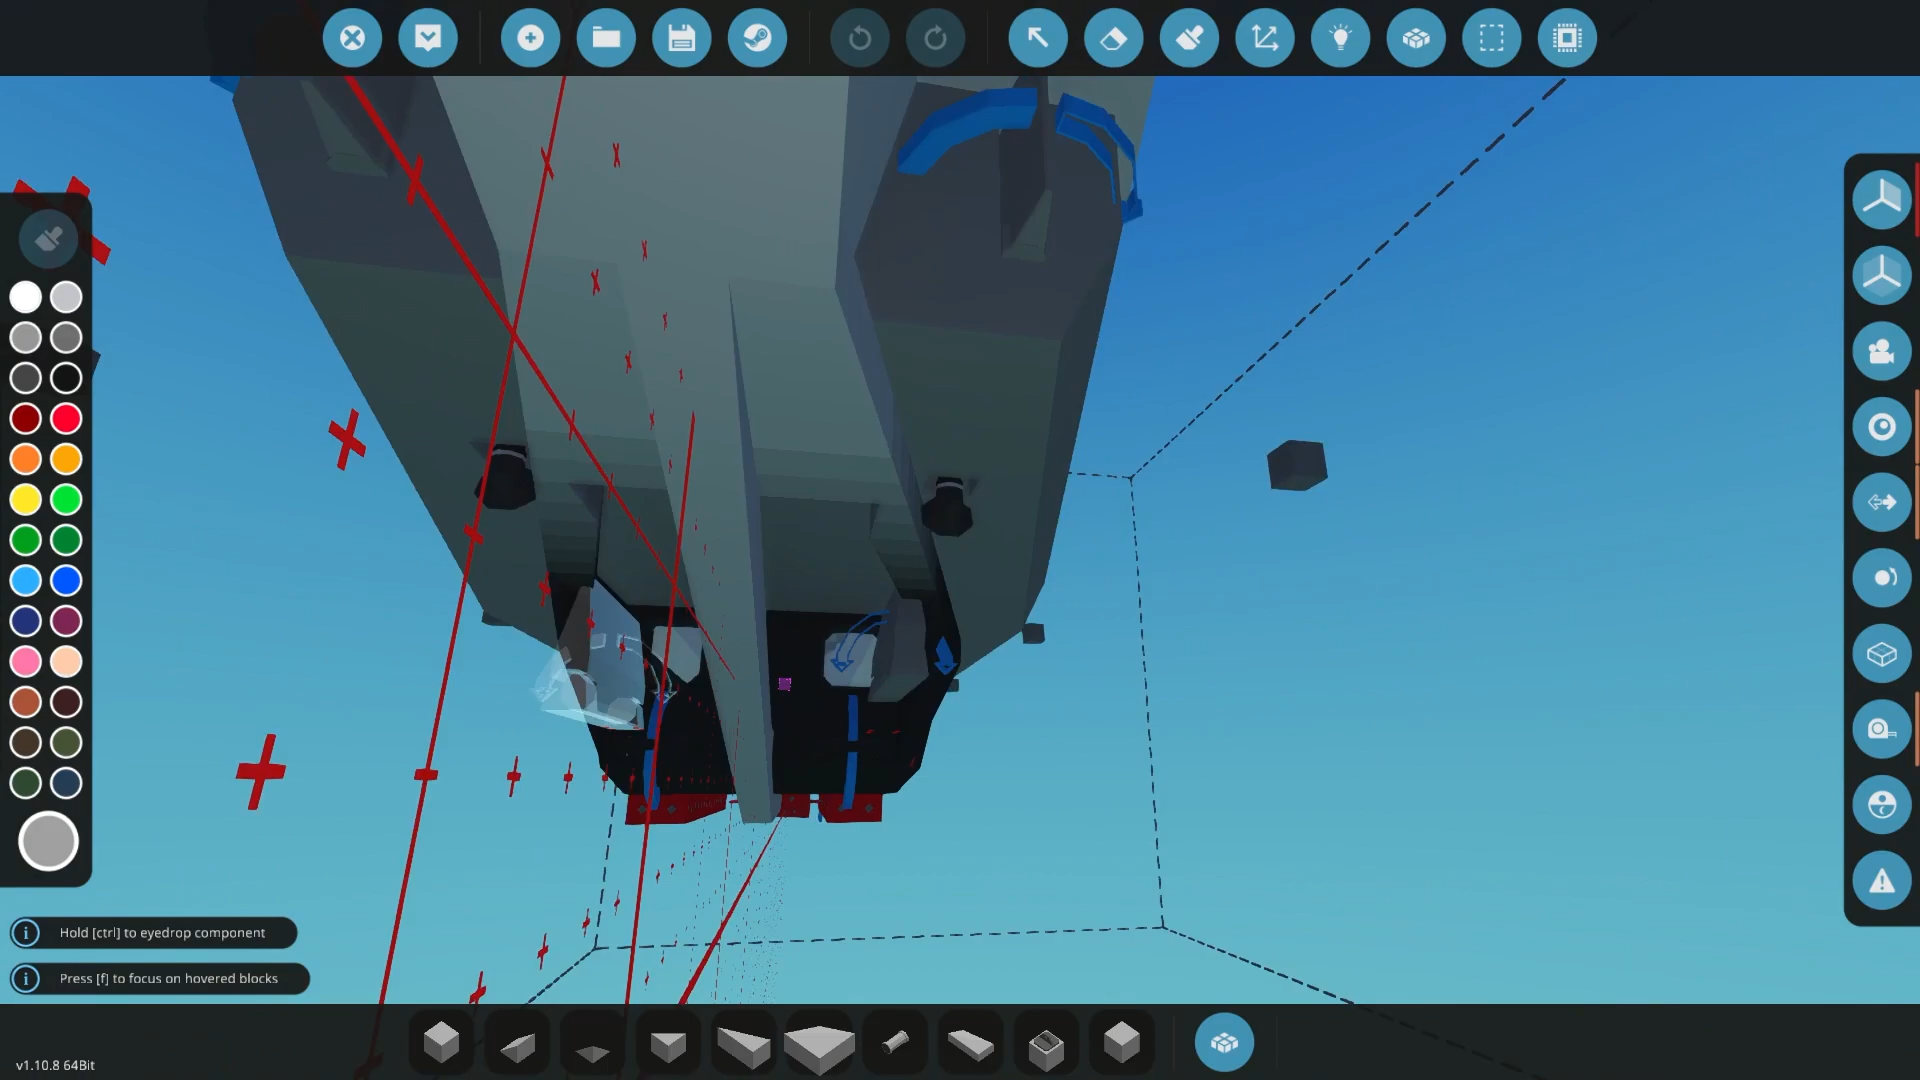 Hold [ctrl] to eyedrop component
Press [f] to focus on hovered blocks
v1.10.8 64Bit